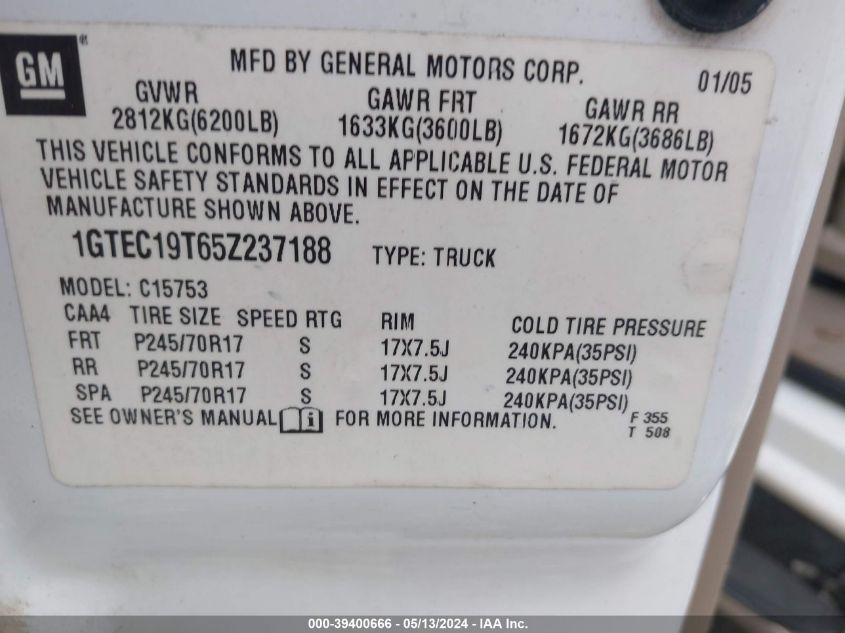 GM
MFD BY GENERAL MOTORS CORP. 01/05
GVWR GAWR FRT GAWR RR
2812KG(6200LB) 1633KG(3600LB) 1672KG(3686LB)
THIS VEHICLE CONFORMS TO ALL APPLICABLE U.S. FEDERAL MOTOR
VEHICLE SAFETY STANDARDS IN EFFECT ON THE DATE OF
MANUFACTURE SHOWN ABOVE.
1GTEC19T65Z237188 TYPE: TRUCK
MODEL: C15753
CAA4 TIRE SIZE SPEED RTG RIM COLD TIRE PRESSURE
FRT P245/70R17 S 17X7.5J 240KPA(35PSI)
RR P245/70R17 S 17X7.5J 240KPA(35PSI)
SPA P245/70R17 S 17X7.5J 240KPA(35PSI)
SEE OWNER'S MANUAL i FOR MORE INFORMATION. F 355
T 508
000-39400666 - 05/13/2024 - IAA Inc.